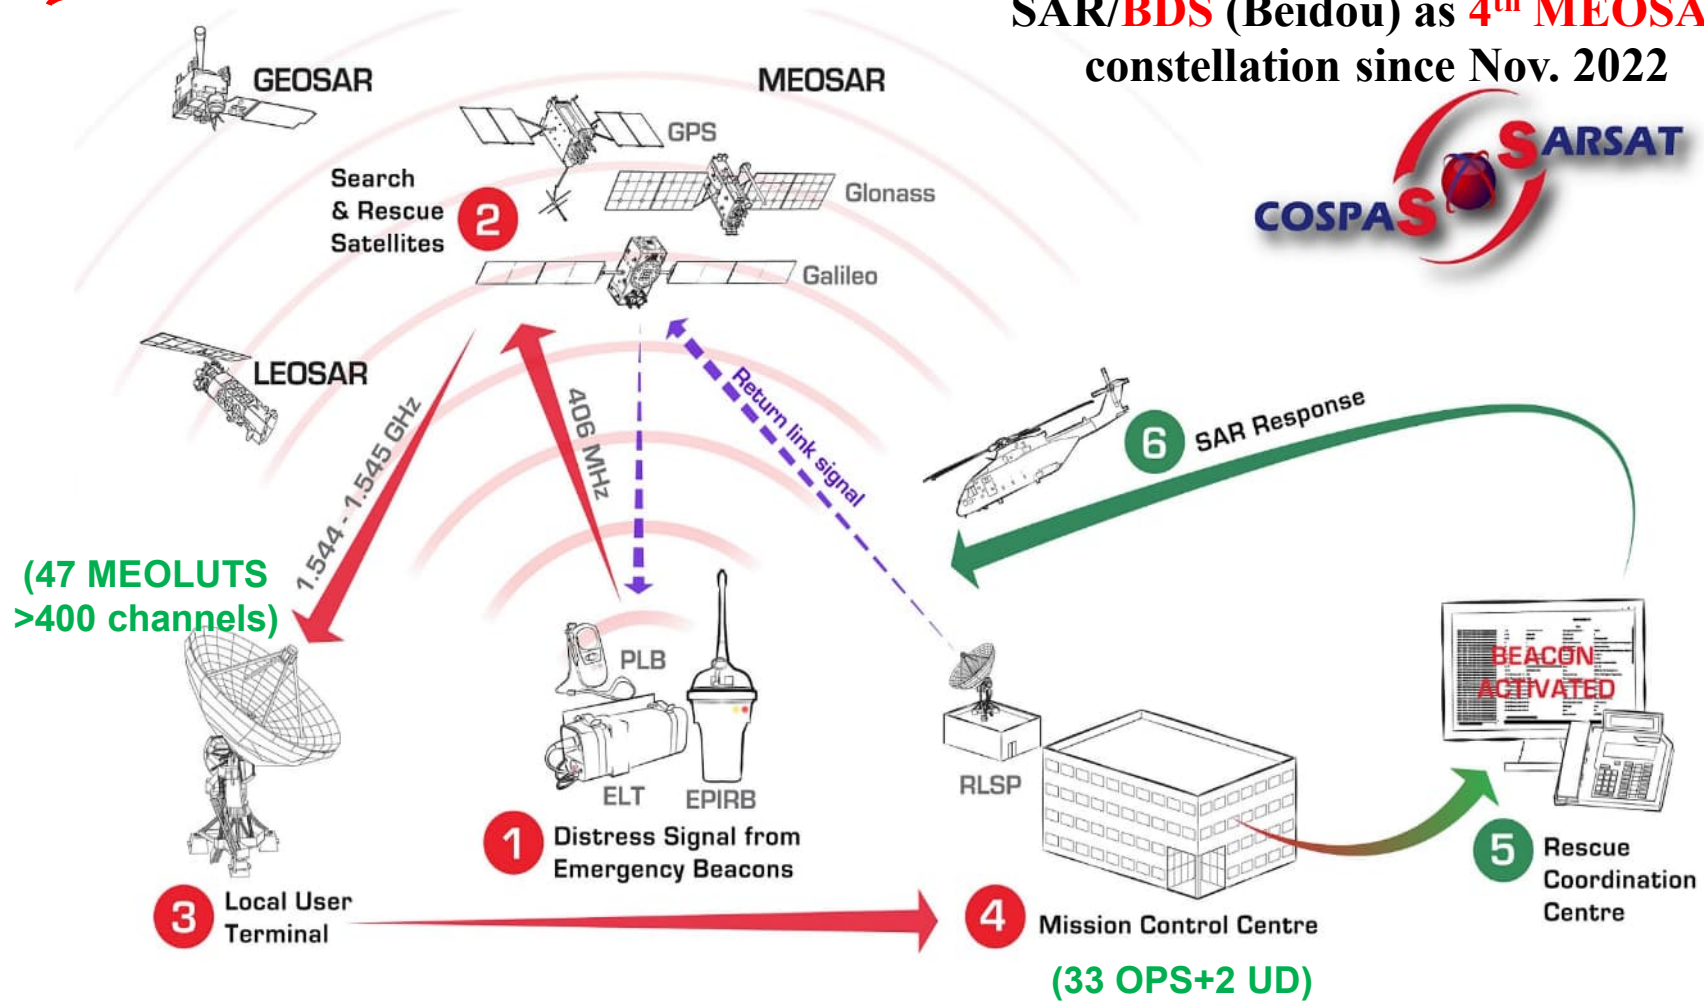 SAR/BDS (Beidou) as 4th MEOSA
constellation since Nov. 2022
GEOSAR
MEOSAR
GPS
Glonass
Galileo
Search
& Rescue
Satellites
2
SARSAT
COSPAS
LEOSAR
1.544 - 1.545 GHz
406 MHz
Return link signal
6
SAR Response
(47 MEOLUTS
>400 channels)
PLB
ELT
EPIRB
RLSP
BEACON
ACTIVATED
1
Distress Signal from
Emergency Beacons
3
Local User
Terminal
4
Mission Control Centre
(33 OPS+2 UD)
5
Rescue
Coordination
Centre